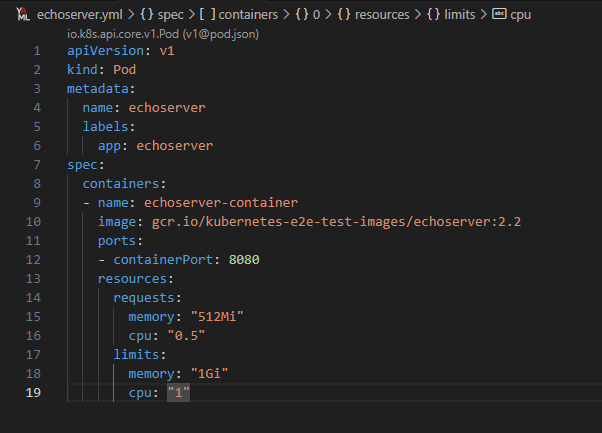 YAML echoserver.yml > {} spec > [ ] containers > {} 0 > {} resources > {} limits > abc cpu
io.k8s.api.core.v1.Pod (v1@pod.json)
1 apiVersion: v1
2 kind: Pod
3 metadata:
4   name: echoserver
5   labels:
6     app: echoserver
7 spec:
8   containers:
9   - name: echoserver-container
10     image: gcr.io/kubernetes-e2e-test-images/echoserver:2.2
11     ports:
12     - containerPort: 8080
13     resources:
14       requests:
15         memory: "512Mi"
16         cpu: "0.5"
17       limits:
18         memory: "1Gi"
19         cpu: "1"